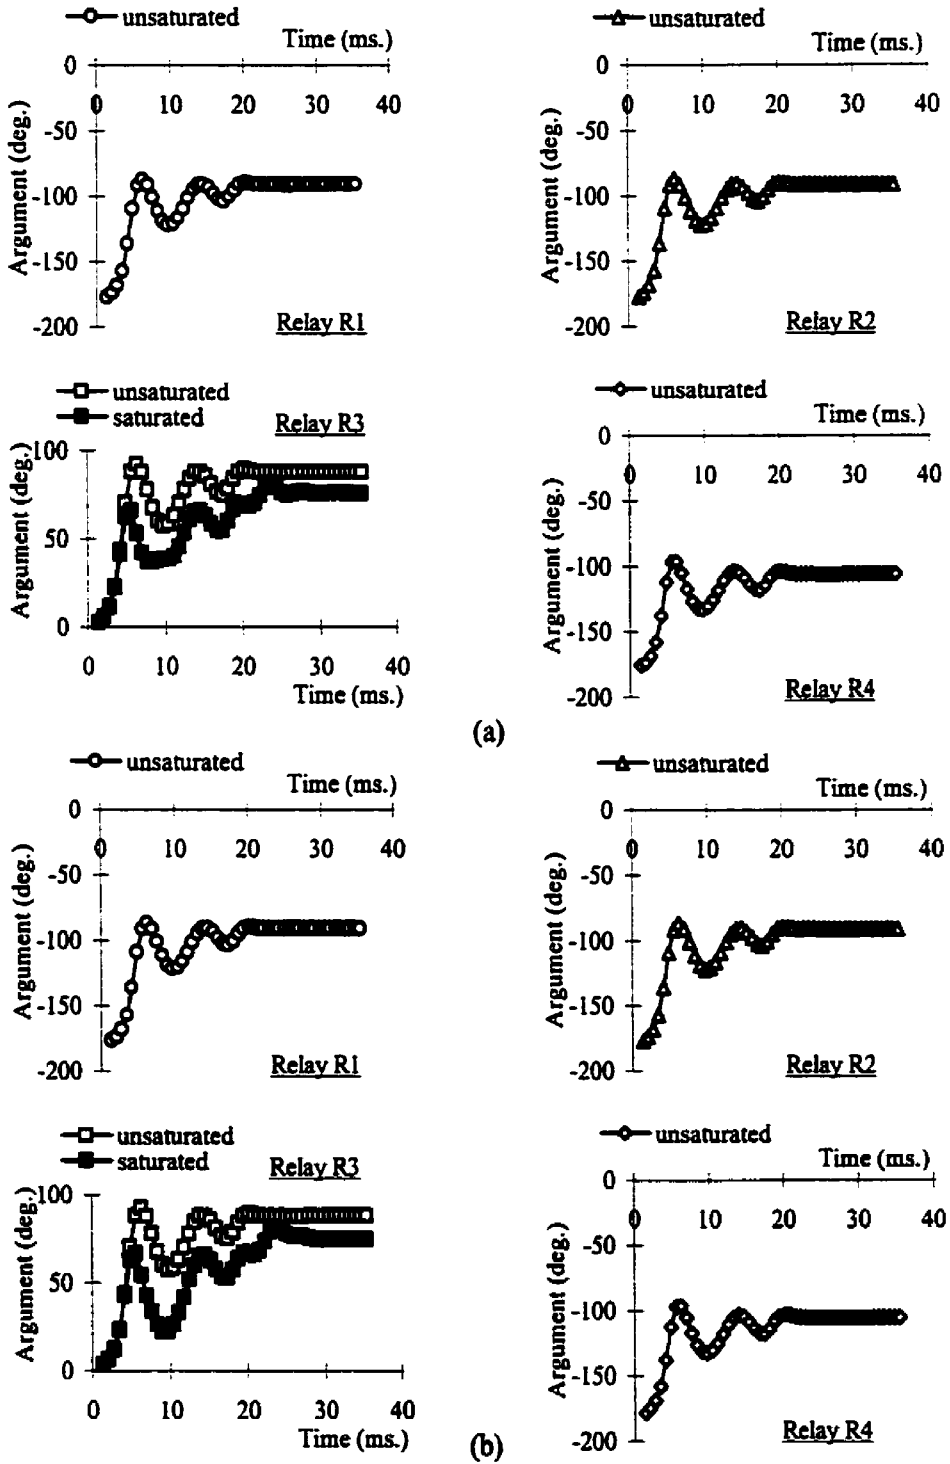 unsaturated
Time (ms.)
0
0 10 20 30 40
-50
-100
-150
-200
Argument (deg.)
Relay R1
unsaturated
Time (ms.)
0
0 10 20 30 40
-50
-100
-150
-200
Argument (deg.)
Relay R2
unsaturated
saturated
Relay R3
100
50
0
Argument (deg.)
0 10 20 30 40
Time (ms.)
unsaturated
Time (ms.)
0
0 10 20 30 40
-50
-100
-150
-200
Argument (deg.)
Relay R4
(a)
unsaturated
Time (ms.)
0
0 10 20 30 40
-50
-100
-150
-200
Argument (deg.)
Relay R1
unsaturated
Time (ms.)
0
0 10 20 30 40
-50
-100
-150
-200
Argument (deg.)
Relay R2
unsaturated
saturated
Relay R3
100
50
0
Argument (deg.)
0 10 20 30 40
Time (ms.)
unsaturated
Time (ms.)
0
0 10 20 30 40
-50
-100
-150
-200
Argument (deg.)
Relay R4
(b)